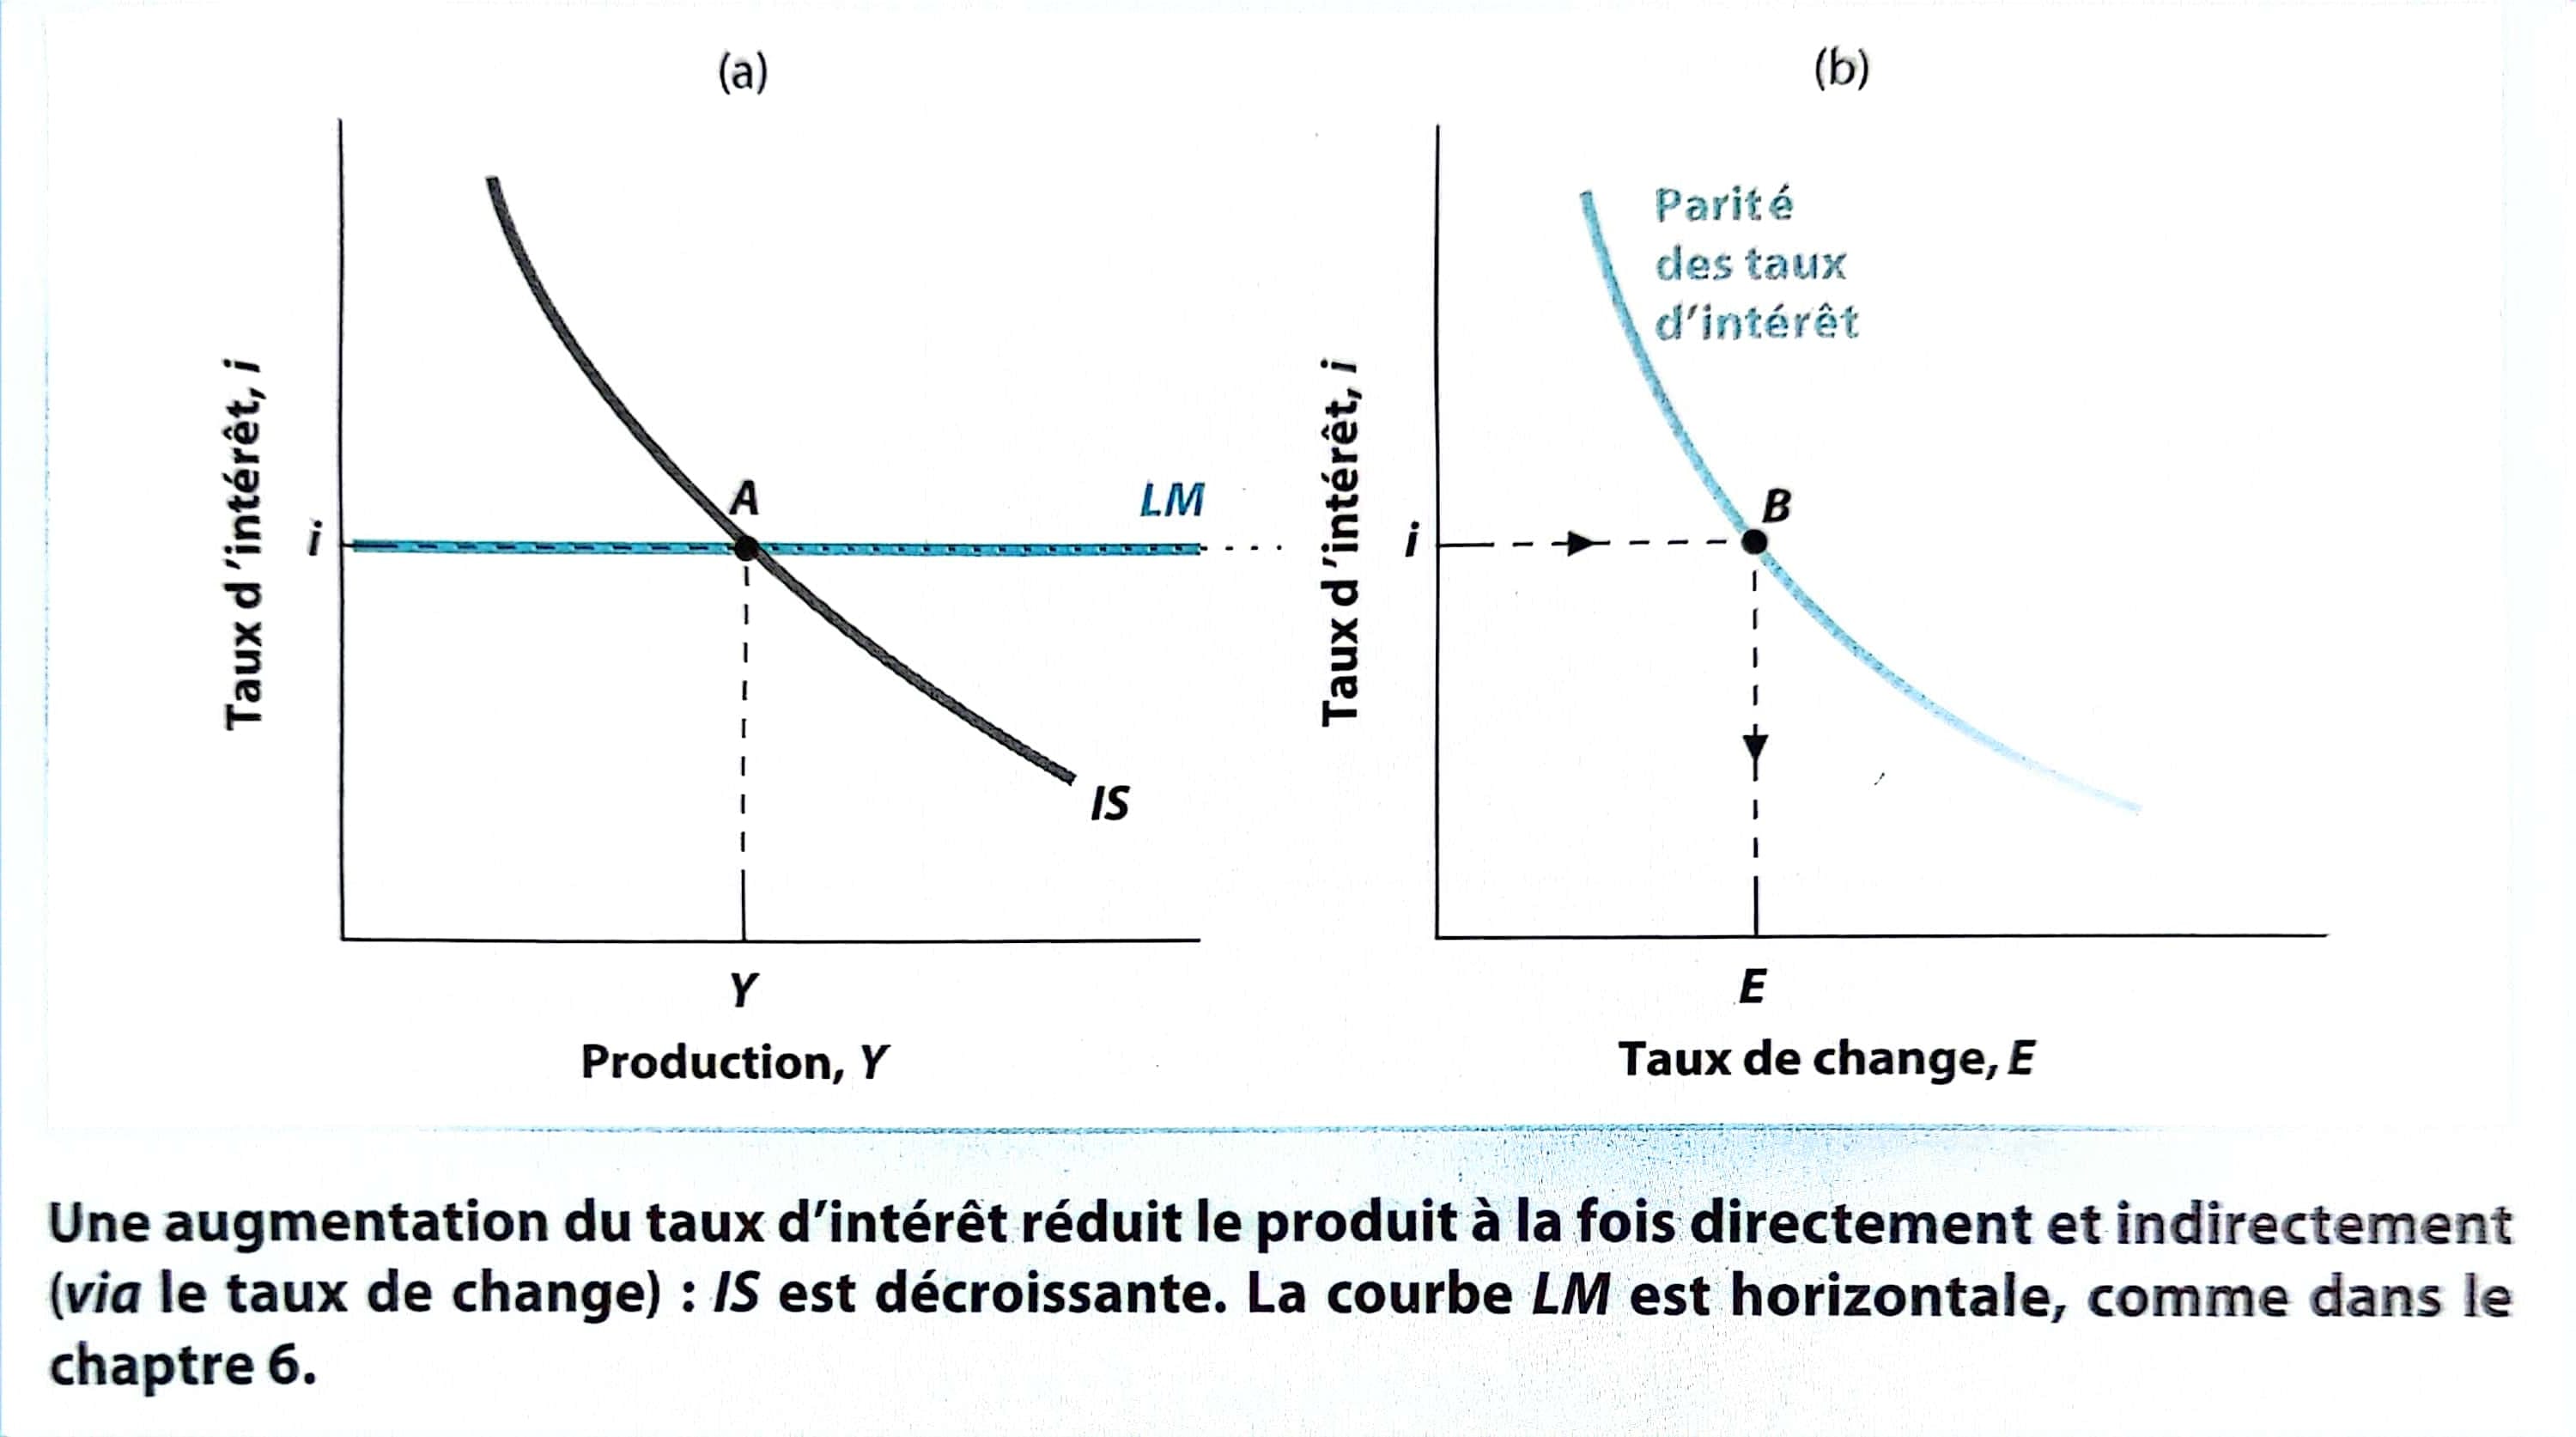 (a)
(b)
Taux d'intérêt, i
i
A
LM
IS
Y
Production, Y
Taux d'intérêt, i
i
Parité
des taux
d'intérêt
B
E
Taux de change, E
Une augmentation du taux d'intérêt réduit le produit à la fois directement et indirectement
(via le taux de change) : IS est décroissante. La courbe LM est horizontale, comme dans le
chaptre 6.